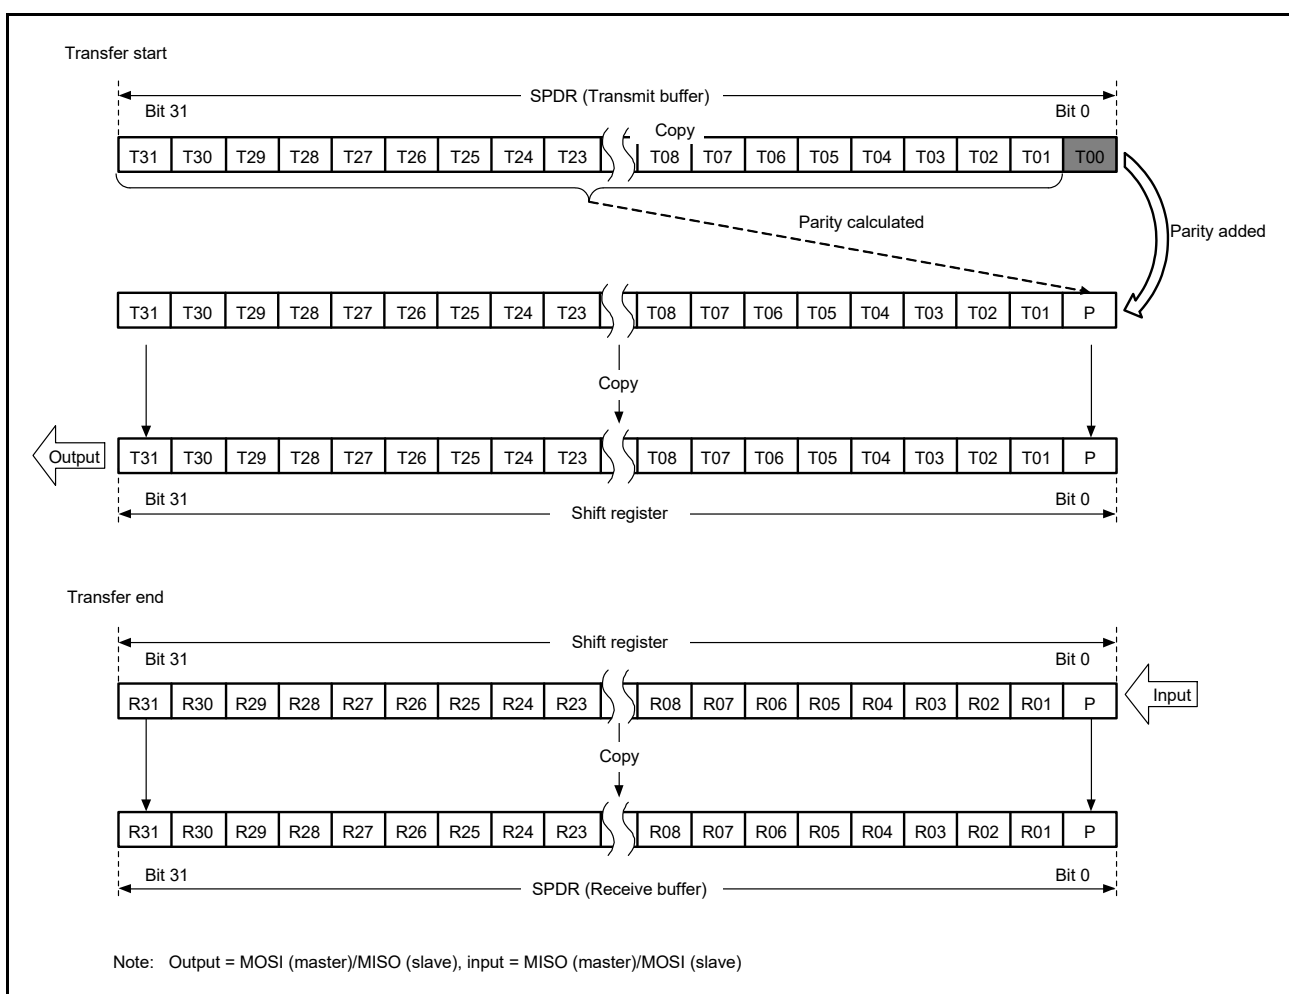 Transfer start
SPDR (Transmit buffer)
Bit 31 Bit 0
Copy
T31 T30 T29 T28 T27 T26 T25 T24 T23 T08 T07 T06 T05 T04 T03 T02 T01 T00
Parity calculated
Parity added
T31 T30 T29 T28 T27 T26 T25 T24 T23 T08 T07 T06 T05 T04 T03 T02 T01 P
Copy
Output T31 T30 T29 T28 T27 T26 T25 T24 T23 T08 T07 T06 T05 T04 T03 T02 T01 P
Bit 31 Bit 0
Shift register
Transfer end
Shift register
Bit 31 Bit 0
R31 R30 R29 R28 R27 R26 R25 R24 R23 R08 R07 R06 R05 R04 R03 R02 R01 P Input
Copy
R31 R30 R29 R28 R27 R26 R25 R24 R23 R08 R07 R06 R05 R04 R03 R02 R01 P
Bit 31 Bit 0
SPDR (Receive buffer)
Note: Output = MOSI (master)/MISO (slave), input = MISO (master)/MOSI (slave)